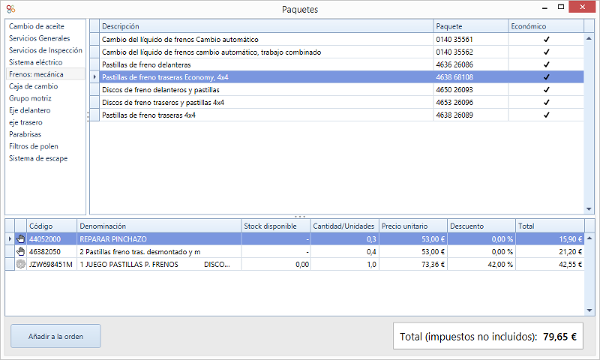 Paquetes
Cambio de aceite
Servicios Generales
Servicios de Inspección
Sistema eléctrico
Frenos: mecánica
Caja de cambio
Grupo motriz
Eje delantero
eje trasero
Parabrisas
Filtros de polen
Sistema de escape
Descripción Paquete Económico
Cambio del líquido de frenos Cambio automático 0140 35561 ✓
Cambio del líquido de frenos cambio automático, trabajo combinado 0140 35562 ✓
Pastillas de freno delanteras 4636 26086 ✓
Pastillas de freno traseras Economy, 4x4 4638 68108 ✓
Discos de freno delanteros y pastillas 4650 26093 ✓
Discos de freno traseros y pastillas 4x4 4653 26096 ✓
Pastillas de freno traseras 4x4 4638 26089 ✓
Código Denominación Stock disponible Cantidad/Unidades Precio unitario Descuento Total
44052000 REPARAR PINCHAZO - 0,3 53,00 € 0,00 % 15,90 €
46382050 2 Pastillas freno tras. desmontado y m - 0,4 53,00 € 0,00 % 21,20 €
JZW698451M 1 JUEGO PASTILLAS P. FRENOS DISCO... 0,00 1,0 73,36 € 42,00 % 42,55 €
Añadir a la orden
Total (impuestos no incluidos): 79,65 €